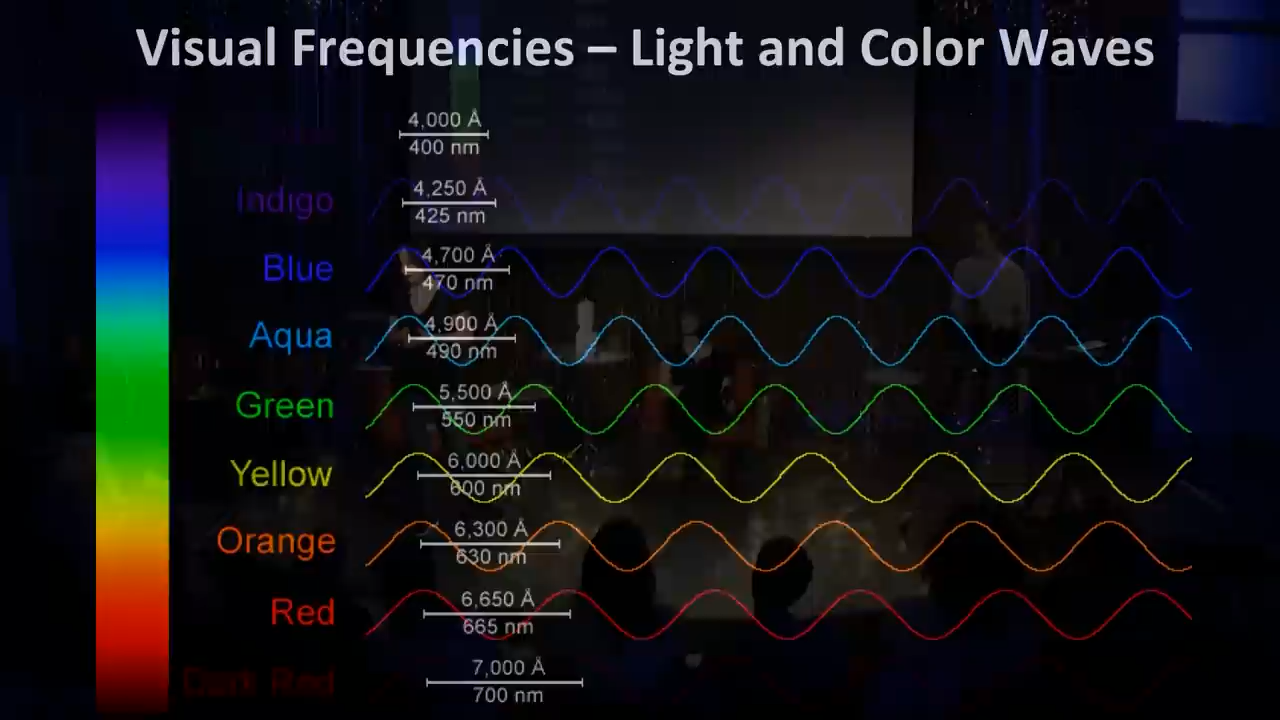 Visual Frequencies – Light and Color Waves
4,000 Å
400 nm
Indigo
4,250 Å
425 nm
Blue
4,700 Å
470 nm
Aqua
4,900 Å
490 nm
Green
5,500 Å
550 nm
Yellow
6,000 Å
600 nm
Orange
6,300 Å
630 nm
Red
6,650 Å
665 nm
Dark Red
7,000 Å
700 nm